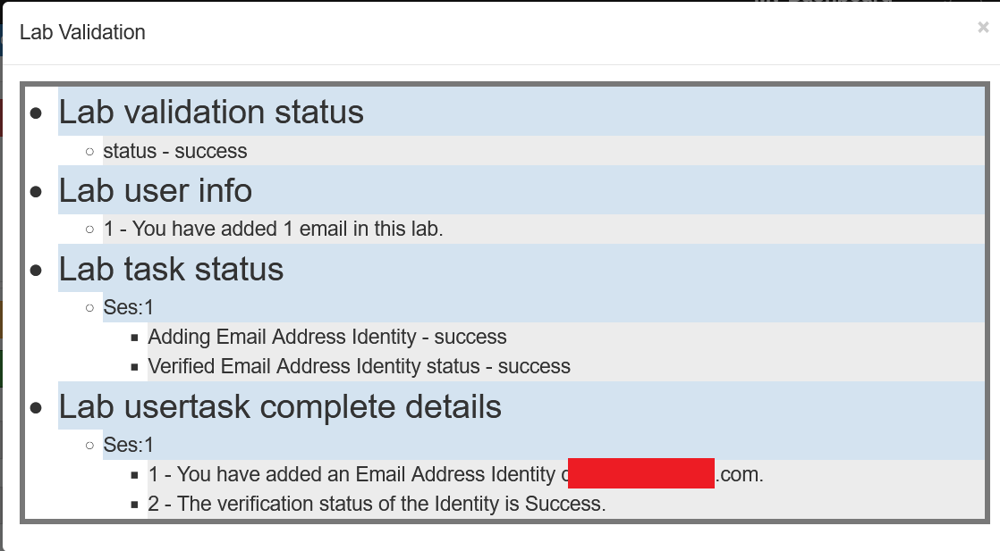 Lab Validation
×
Lab validation status
status - success
Lab user info
1 - You have added 1 email in this lab.
Lab task status
Ses:1
Adding Email Address Identity - success
Verified Email Address Identity status - success
Lab usertask complete details
Ses:1
1 - You have added an Email Address Identity .com.
2 - The verification status of the Identity is Success.